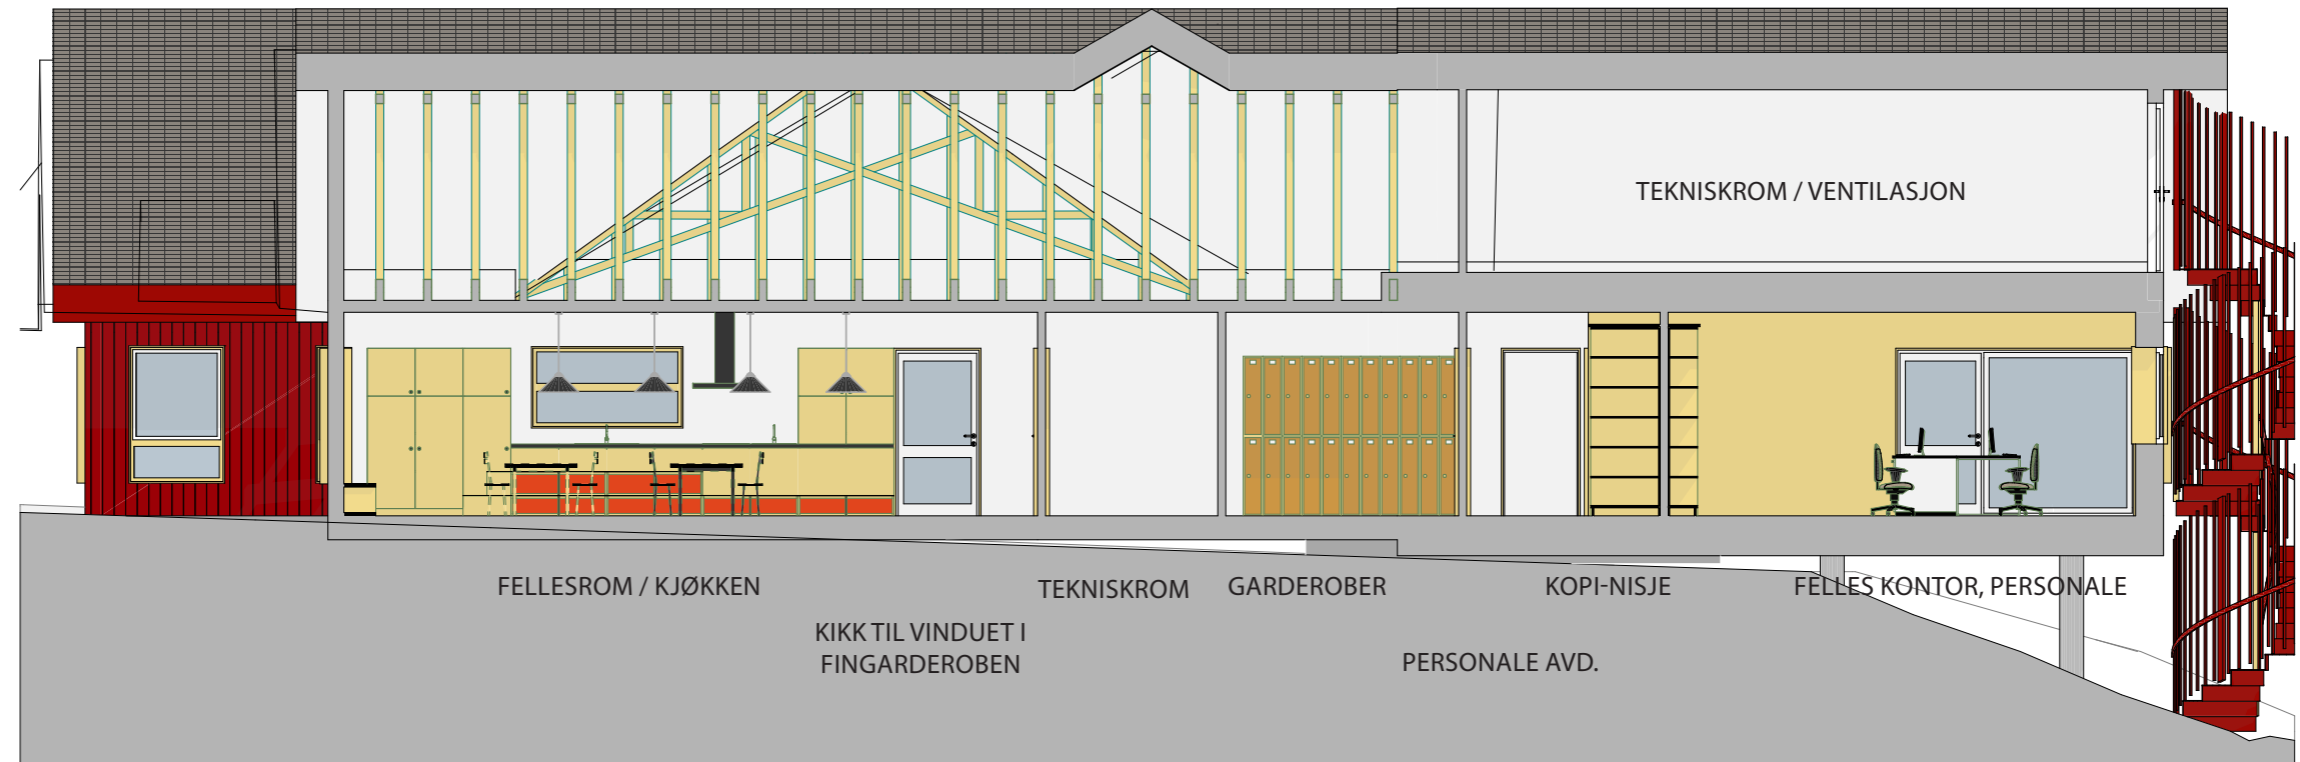 TEKNISKROM / VENTILASJON
FELLESROM / KJØKKEN
TEKNISKROM
GARDEROBER
KOPI-NISJE
FELLES KONTOR, PERSONALE
KIKK TIL VINDUET I
FINGARDEROBEN
PERSONALE AVD.